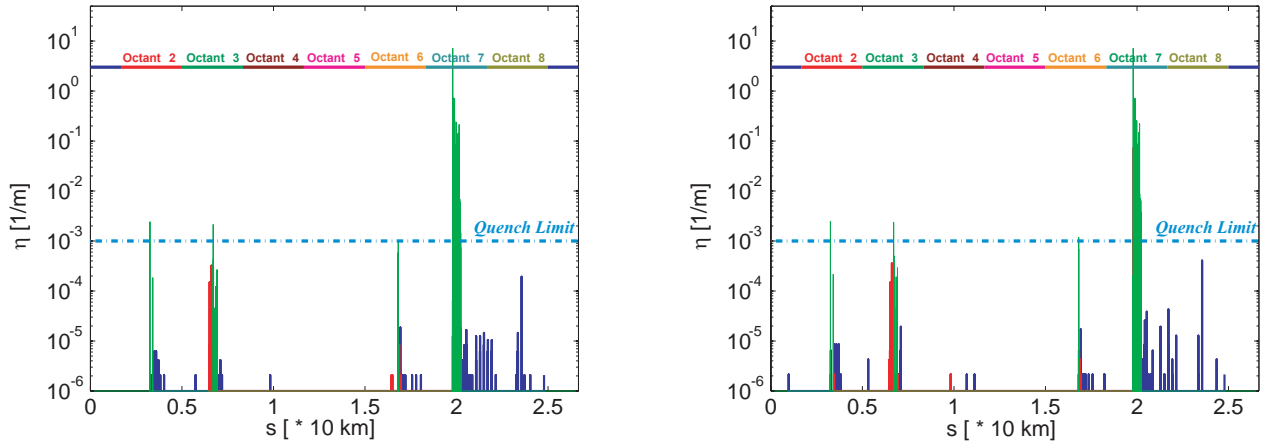 10^1
10^0
10^-1
10^-2
10^-3
10^-4
10^-5
10^-6
η [1/m]
Octant 2 Octant 3 Octant 4 Octant 5 Octant 6 Octant 7 Octant 8
Quench Limit
0 0.5 1 1.5 2 2.5
s [ * 10 km]
10^1
10^0
10^-1
10^-2
10^-3
10^-4
10^-5
10^-6
η [1/m]
Octant 2 Octant 3 Octant 4 Octant 5 Octant 6 Octant 7 Octant 8
Quench Limit
0 0.5 1 1.5 2 2.5
s [ * 10 km]